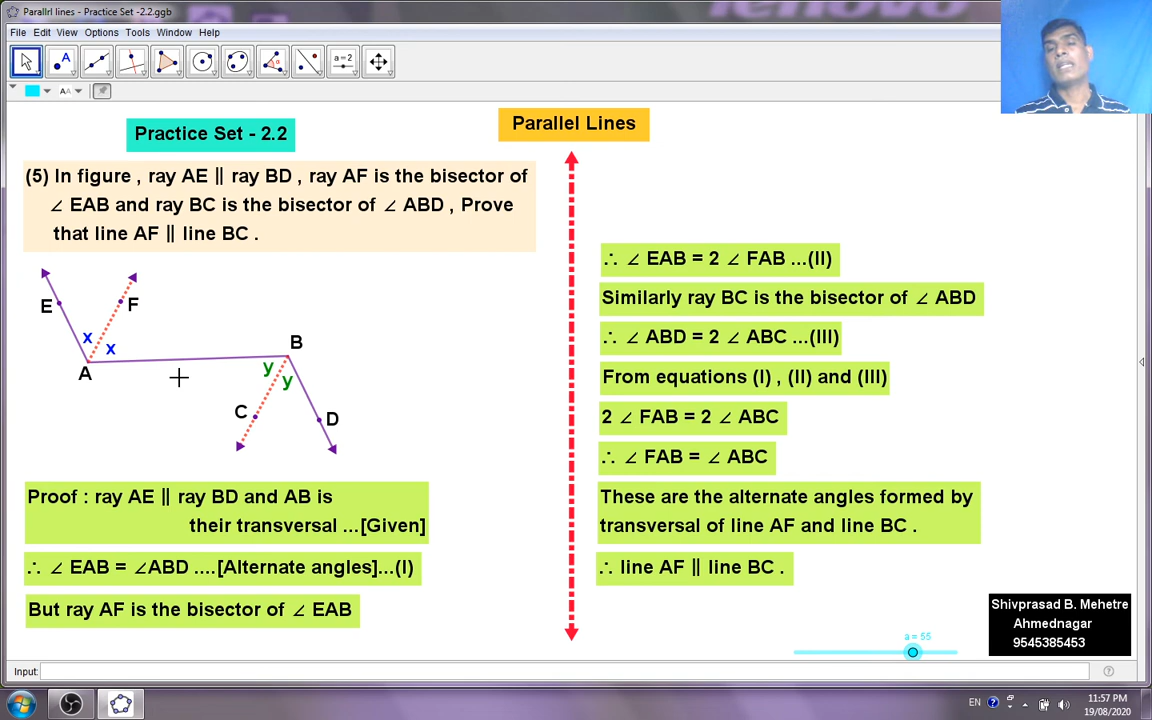 Parallrl lines - Practice Set -2.2.ggb
lenovo
File Edit View Options Tools Window Help
A
a=2
AA
Practice Set - 2.2
Parallel Lines
(5) In figure , ray AE ∥ ray BD , ray AF is the bisector of
∠ EAB and ray BC is the bisector of ∠ ABD , Prove
that line AF ∥ line BC .
E
F
x
x
A
B
y
y
C
D
Proof : ray AE ∥ ray BD and AB is
their transversal ...[Given]
∴ ∠ EAB = ∠ABD ....[Alternate angles]...(I)
But ray AF is the bisector of ∠ EAB
∴ ∠ EAB = 2 ∠ FAB ...(II)
Similarly ray BC is the bisector of ∠ ABD
∴ ∠ ABD = 2 ∠ ABC ...(III)
From equations (I) , (II) and (III)
2 ∠ FAB = 2 ∠ ABC
∴ ∠ FAB = ∠ ABC
These are the alternate angles formed by
transversal of line AF and line BC .
∴ line AF ∥ line BC .
Shivprasad B. Mehetre
Ahmednagar
9545385453
a = 55
Input:
EN
11:57 PM
19/08/2020